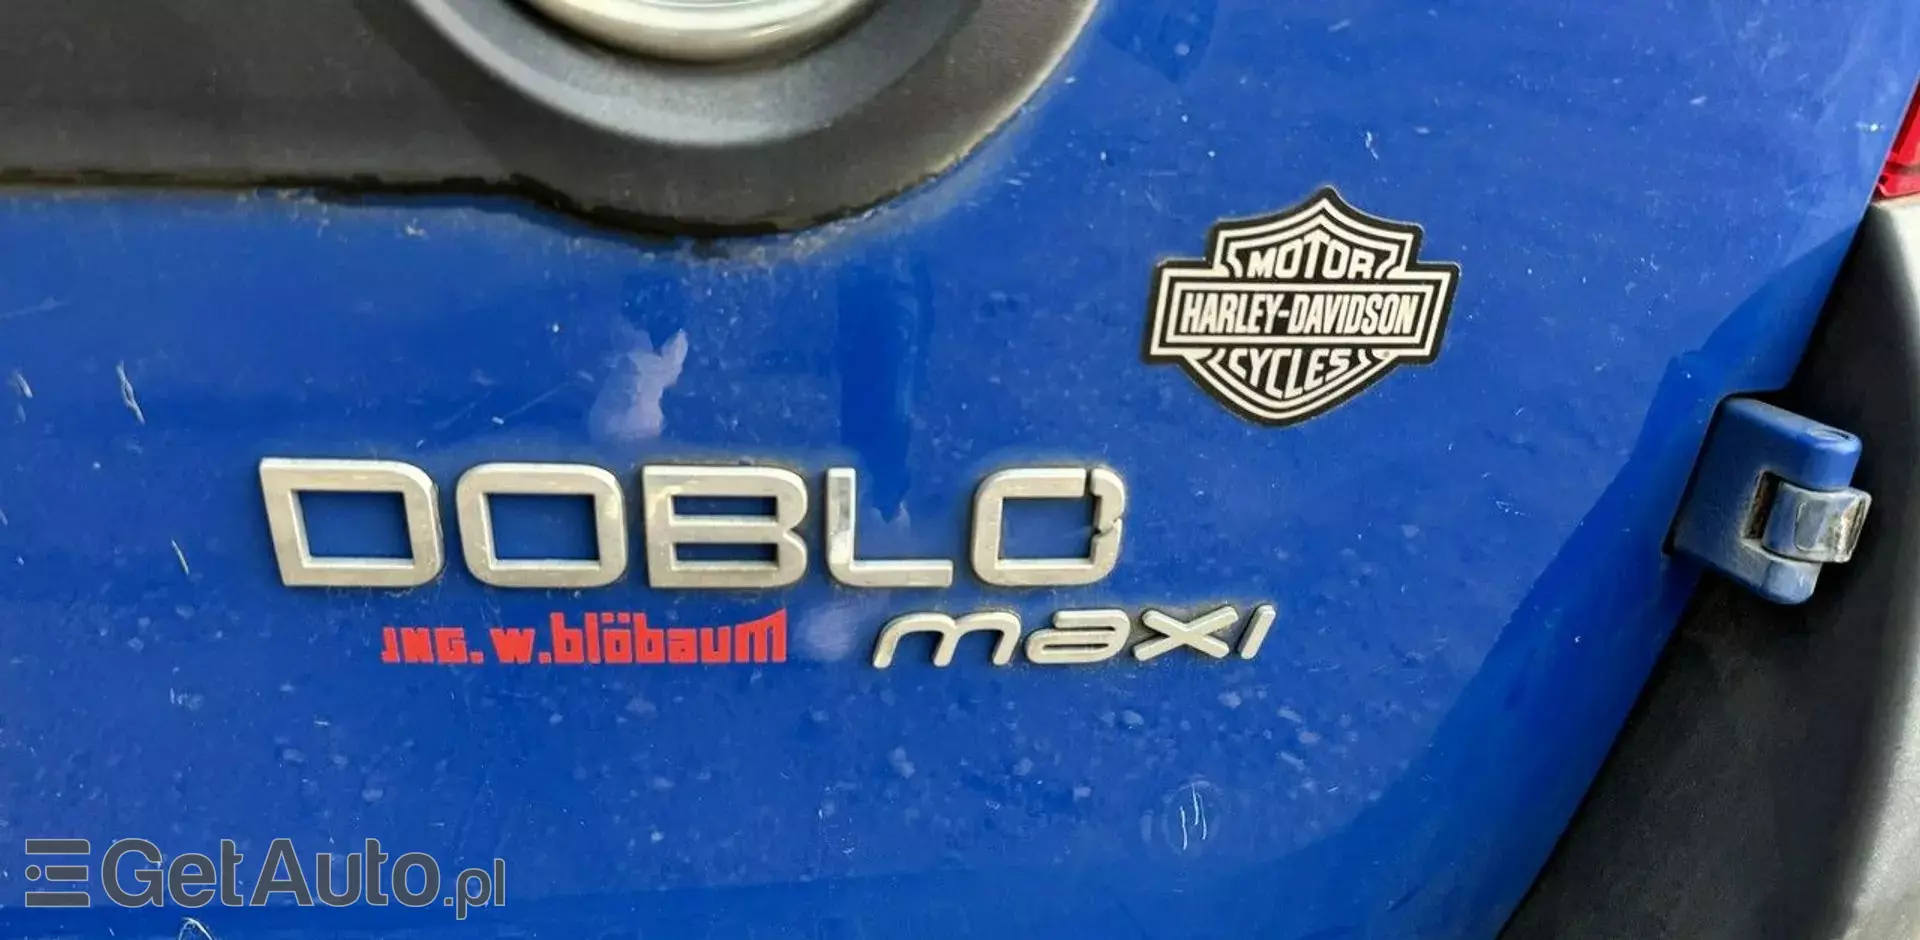 MOTOR
HARLEY-DAVIDSON
CYCLES
DOBLO
maxi
ING. W. blöbaum
GetAuto.pl